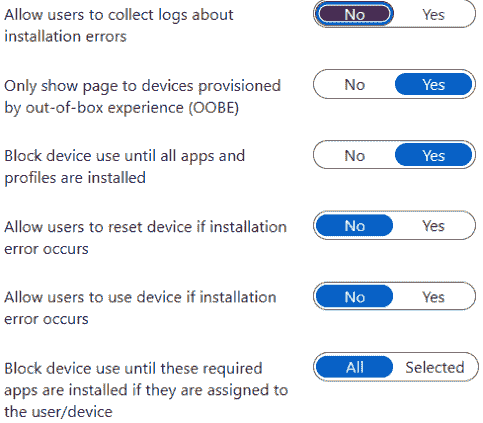 Allow users to collect logs about No Yes
installation errors
Only show page to devices provisioned No Yes
by out-of-box experience (OOBE)
Block device use until all apps and No Yes
profiles are installed
Allow users to reset device if installation No Yes
error occurs
Allow users to use device if installation No Yes
error occurs
Block device use until these required All Selected
apps are installed if they are assigned to
the user/device